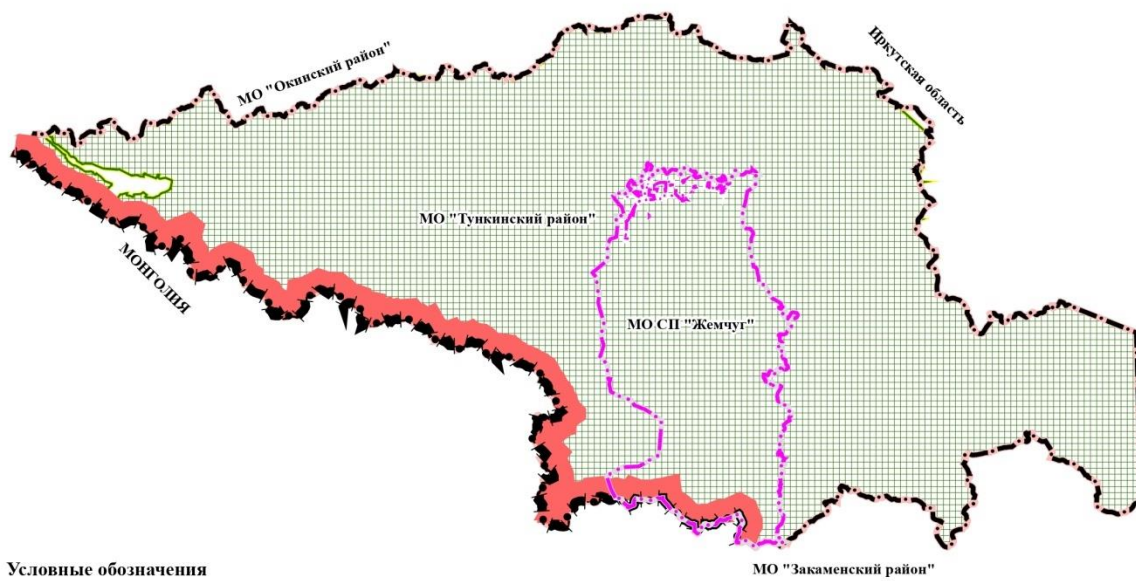 МО "Окинский район"
Иркутская область
МО "Тункинский район"
МОНГОЛИЯ
МО СП "Жемчуг"
Условные обозначения
МО "Закаменский район"